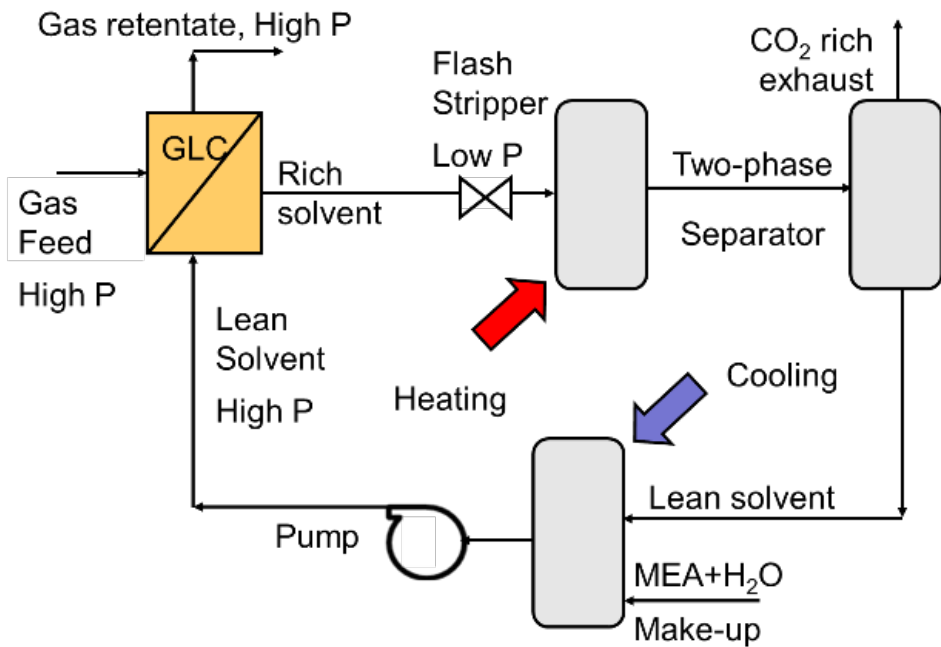 Gas retentate, High P
GLC
Gas
Feed
High P
Rich
solvent
Flash
Stripper
Low P
Two-phase
Separator
CO₂ rich
exhaust
Lean
Solvent
High P
Heating
Cooling
Pump
Lean solvent
MEA+H₂O
Make-up